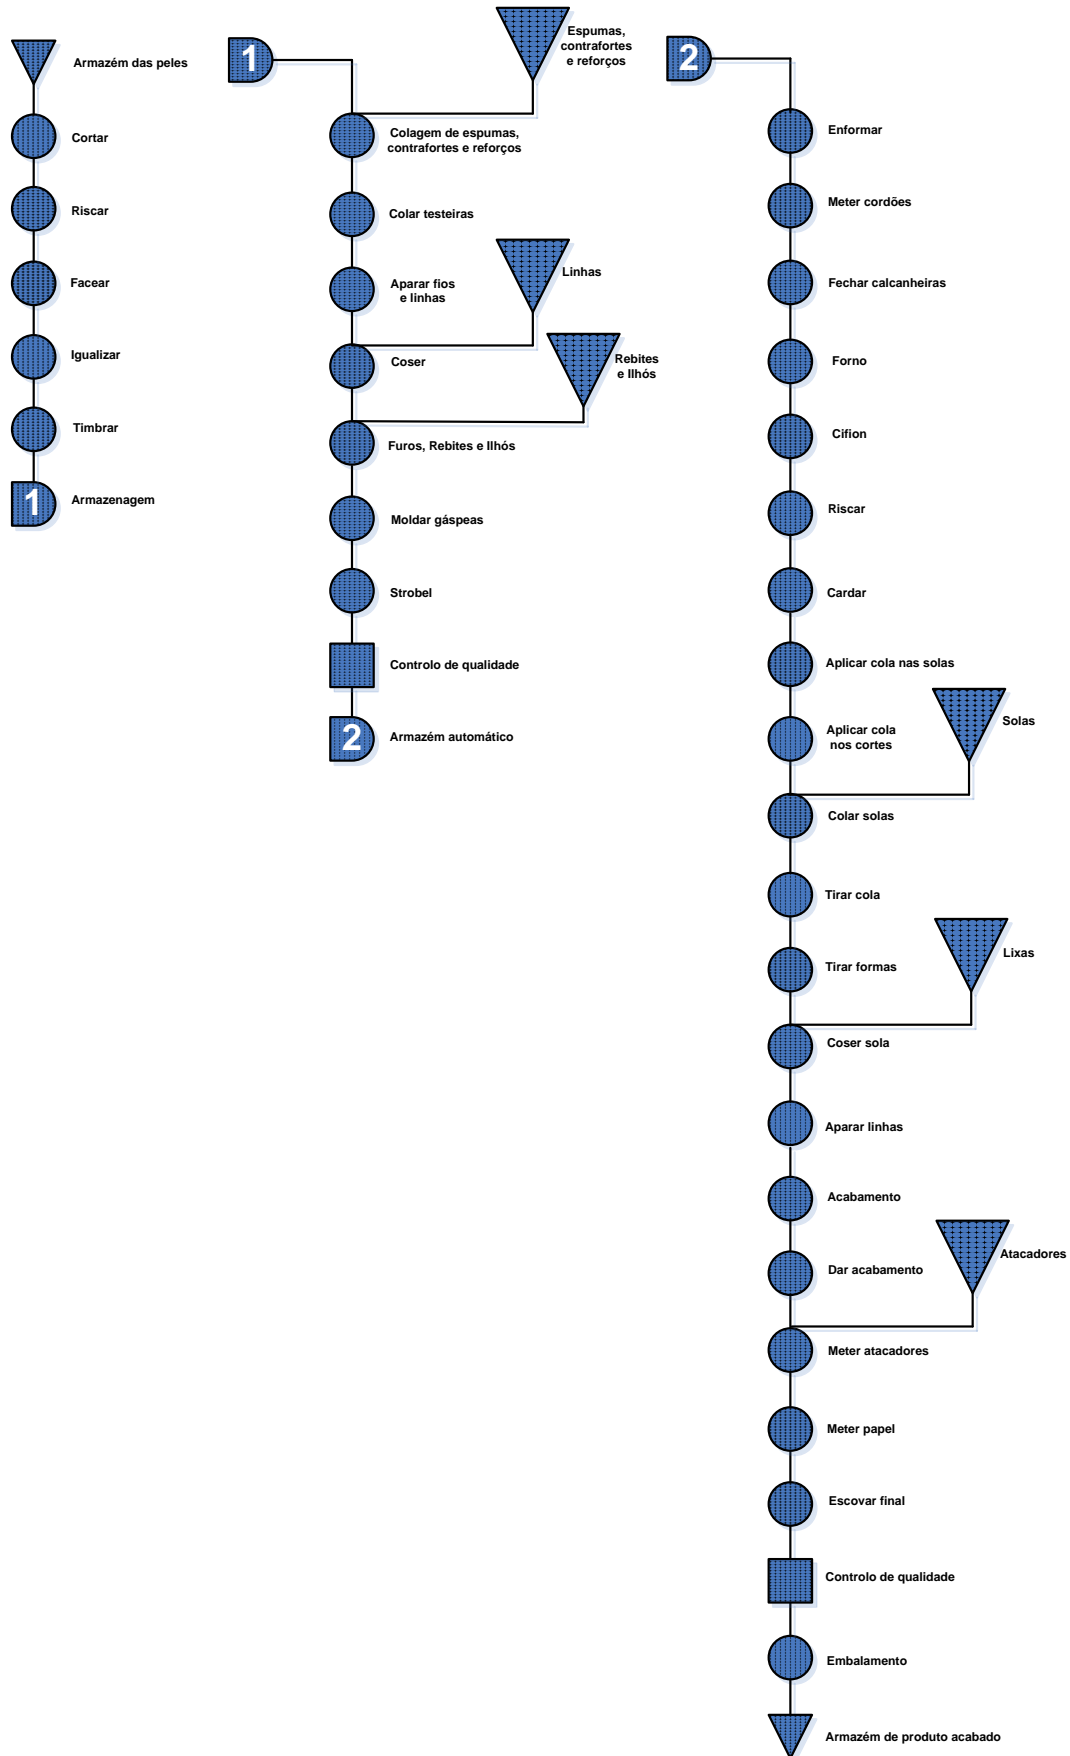 Armazém das peles
Cortar
Riscar
Facear
Igualizar
Timbrar
1
Armazenagem
1
Espumas,
contrafortes
e reforços
Colagem de espumas,
contrafortes e reforços
Colar testeiras
Linhas
Aparar fios
e linhas
Coser
Rebites
e Ilhós
Furos, Rebites e Ilhós
Moldar gáspeas
Strobel
Controlo de qualidade
2
Armazém automático
2
Enformar
Meter cordões
Fechar calcanheiras
Forno
Cifion
Riscar
Cardar
Aplicar cola nas solas
Solas
Aplicar cola
nos cortes
Colar solas
Tirar cola
Lixas
Tirar formas
Coser sola
Aparar linhas
Acabamento
Atacadores
Dar acabamento
Meter atacadores
Meter papel
Escovar final
Controlo de qualidade
Embalamento
Armazém de produto acabado